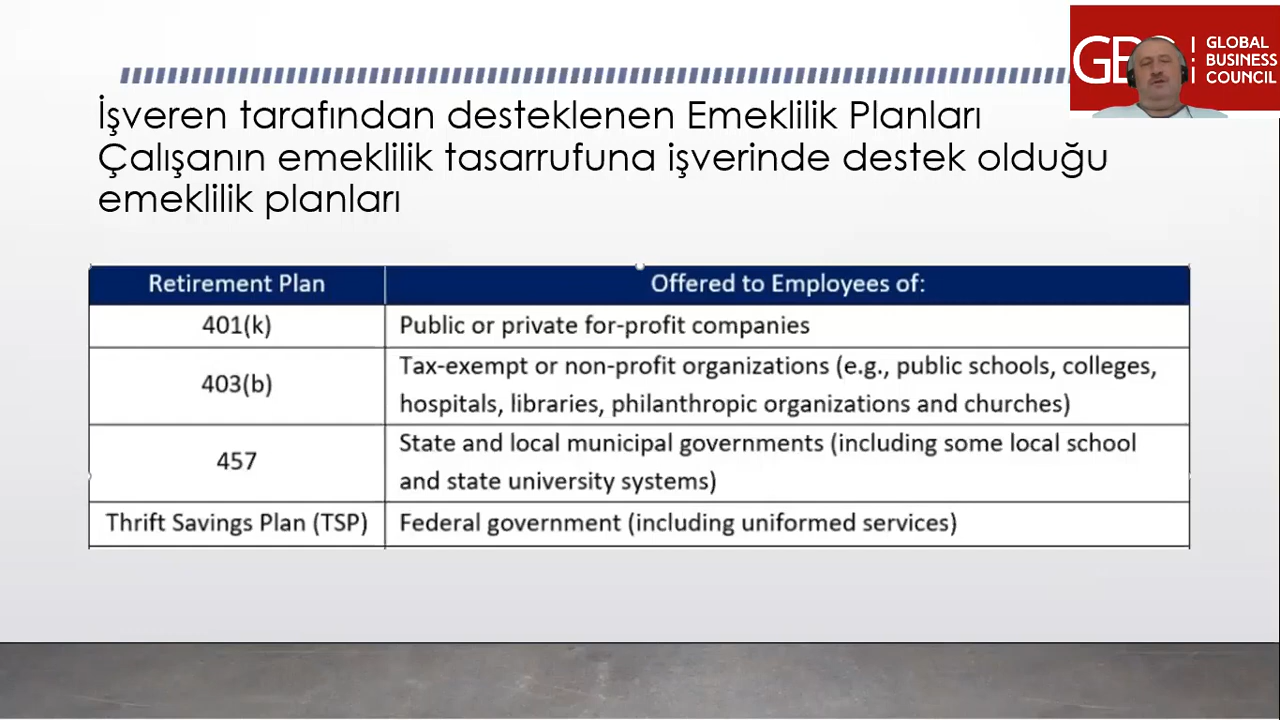 GLOBAL
BUSINESS
COUNCIL
İşveren tarafından desteklenen Emeklilik Planları
Çalışanın emeklilik tasarrufuna işverinde destek olduğu
emeklilik planları
Retirement Plan Offered to Employees of:
401(k) Public or private for-profit companies
403(b) Tax-exempt or non-profit organizations (e.g., public schools, colleges,
hospitals, libraries, philanthropic organizations and churches)
457 State and local municipal governments (including some local school
and state university systems)
Thrift Savings Plan (TSP) Federal government (including uniformed services)